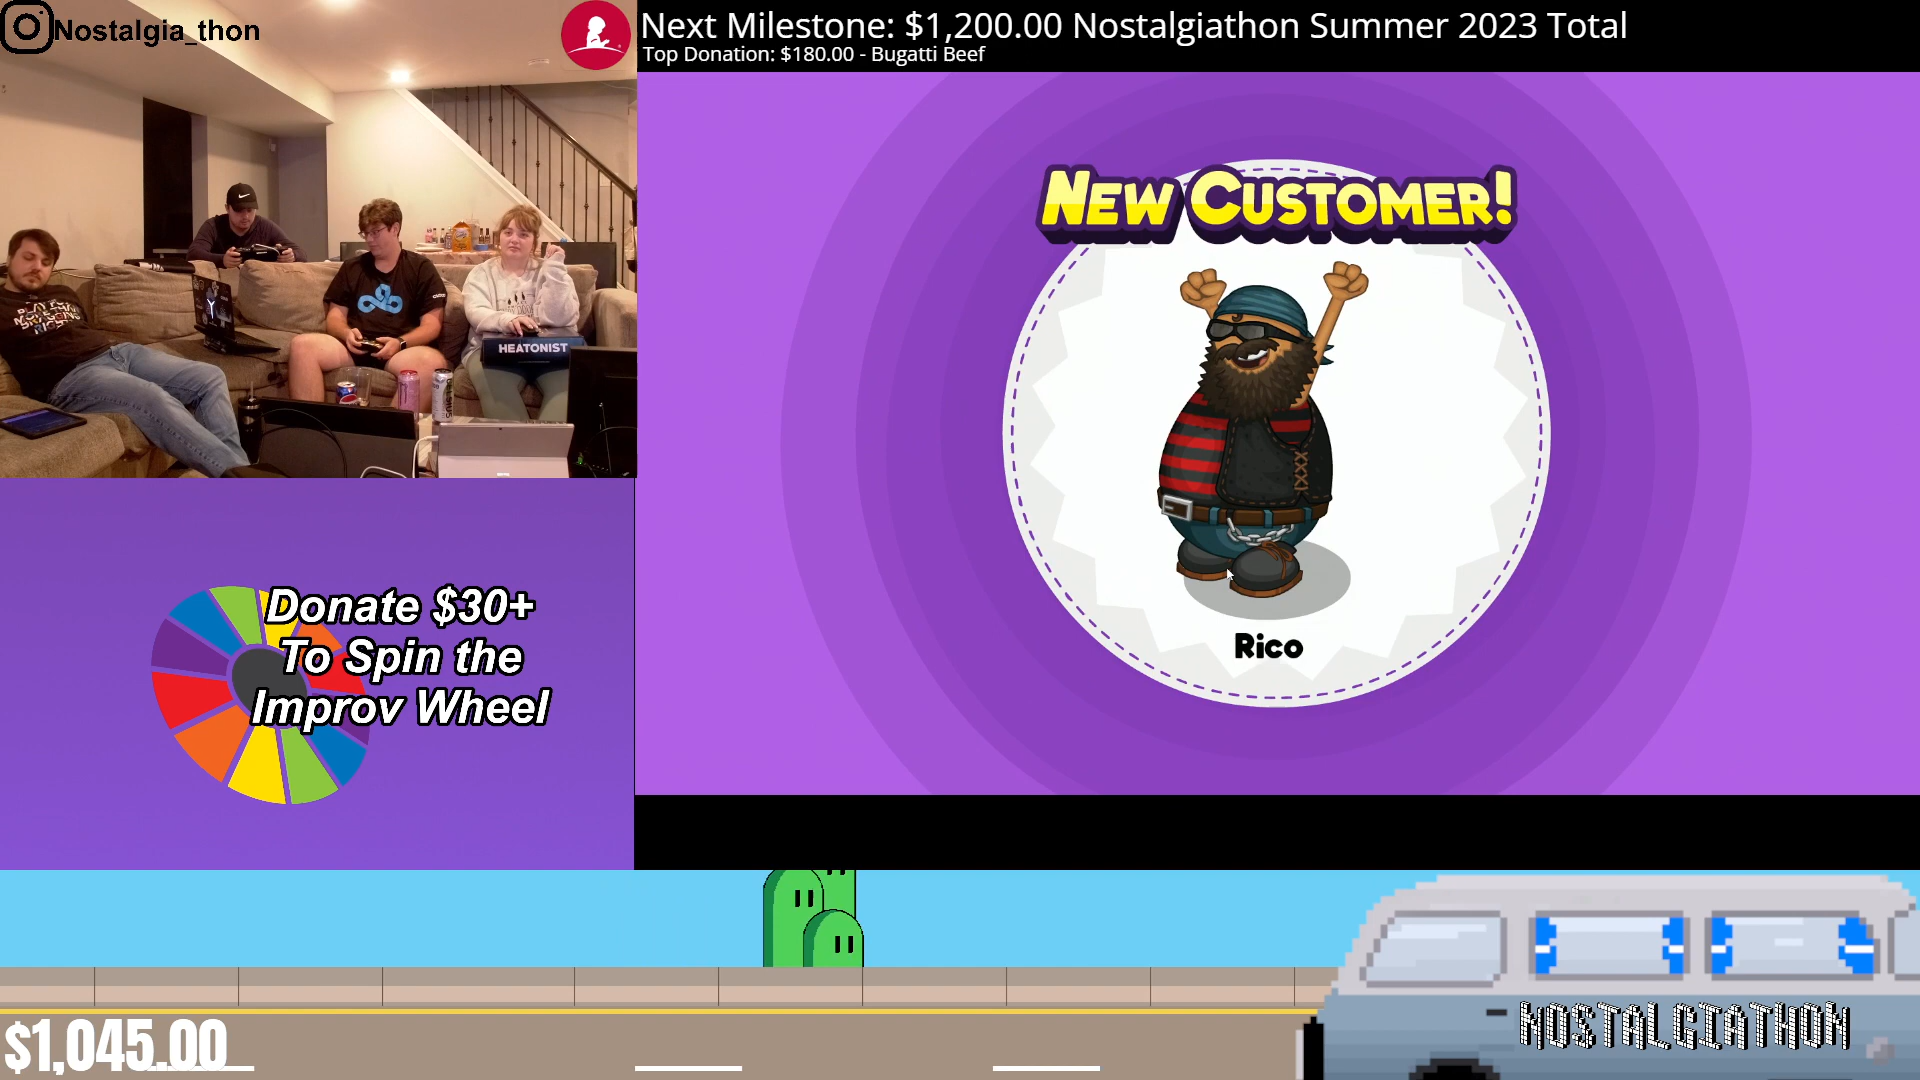 Nostalgia_thon
Next Milestone: $1,200.00 Nostalgiathon Summer 2023 Total
Top Donation: $180.00 - Bugatti Beef
NEW CUSTOMER!
HEATONIST
Rico
Donate $30+
To Spin the
Improv Wheel
$1,045.00
NOSTALGIATHON